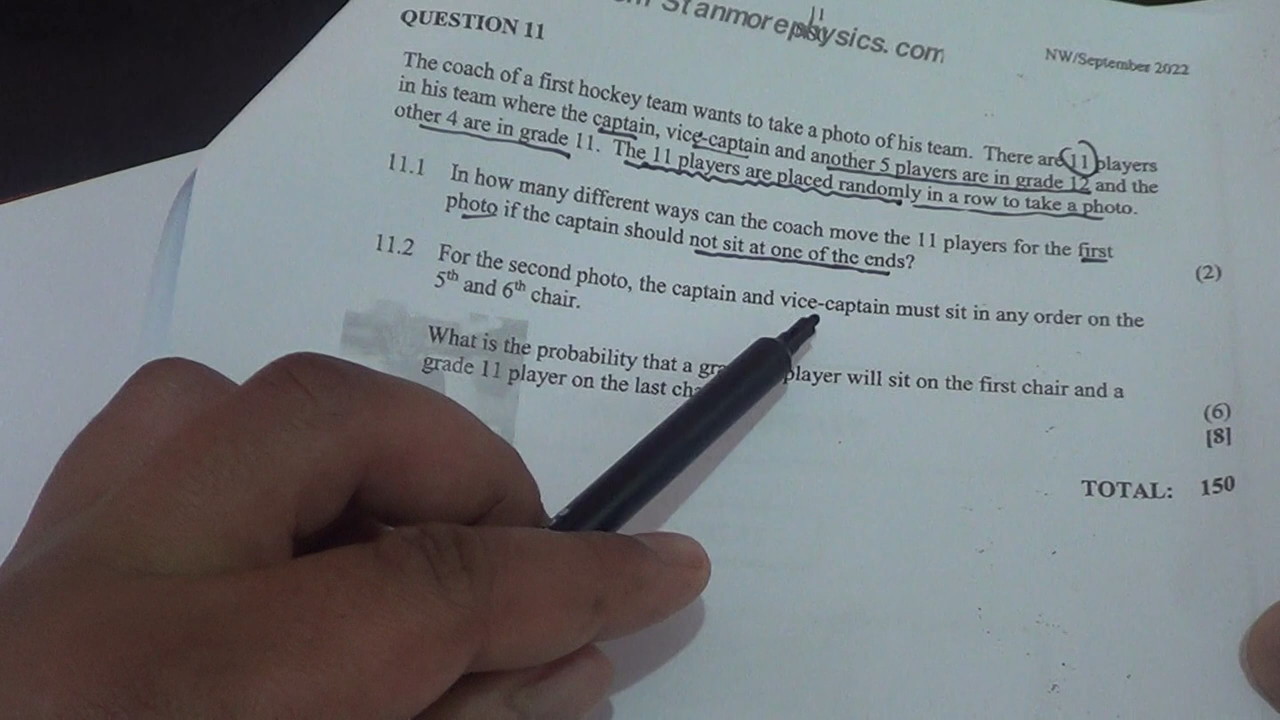 Stanmorephysics.com
NW/September 2022
QUESTION 11
The coach of a first hockey team wants to take a photo of his team. There are 11 players
in his team where the captain, vice-captain and another 5 players are in grade 12 and the
other 4 are in grade 11. The 11 players are placed randomly in a row to take a photo.
11.1 In how many different ways can the coach move the 11 players for the first
photo if the captain should not sit at one of the ends?
(2)
11.2 For the second photo, the captain and vice-captain must sit in any order on the
5th and 6th chair.
What is the probability that a player will sit on the first chair and a
grade 11 player on the last
(6)
[8]
TOTAL: 150